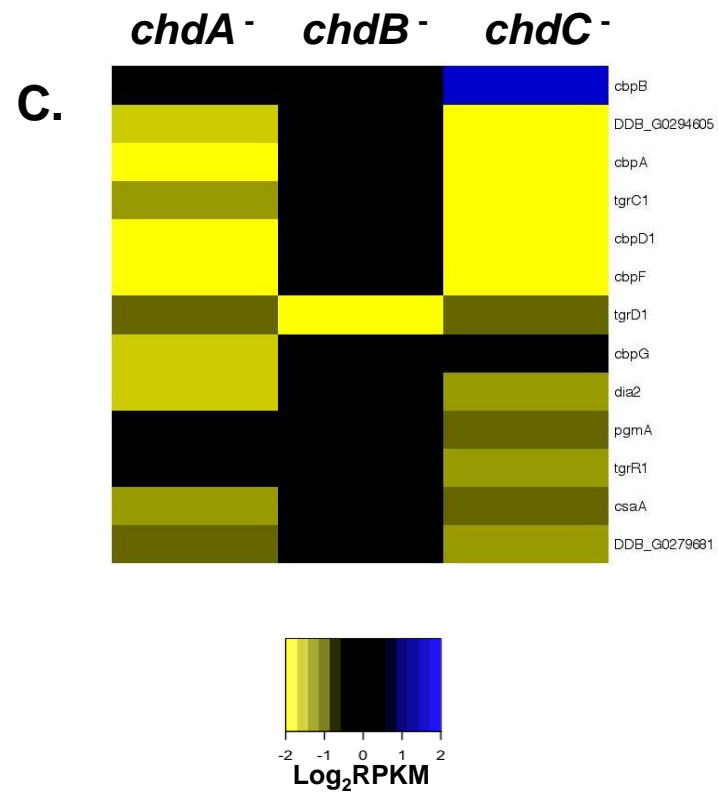 chdA - chdB - chdC -
C.
cbpB
DDB_G0294605
cbpA
tgrC1
cbpD1
cbpF
tgrD1
cbpG
dia2
pgmA
tgrR1
csaA
DDB_G0279681
-2 -1 0 1 2
Log₂RPKM